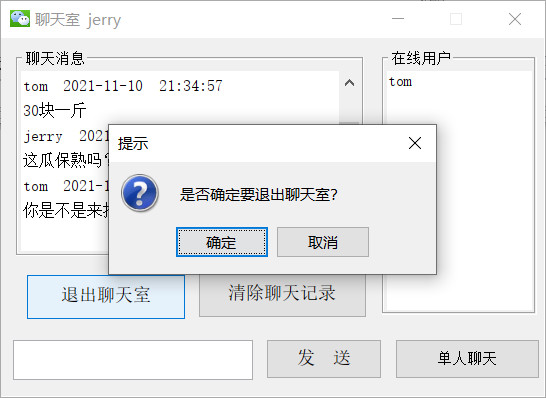 聊天室 jerry
聊天消息
在线用户
tom 2021-11-10 21:34:57
tom
30块一斤
jerry 202
提示
这瓜保熟吗
tom 2021-1
你是不是来
是否确定要退出聊天室？
确定
取消
退出聊天室
清除聊天记录
发 送
单人聊天